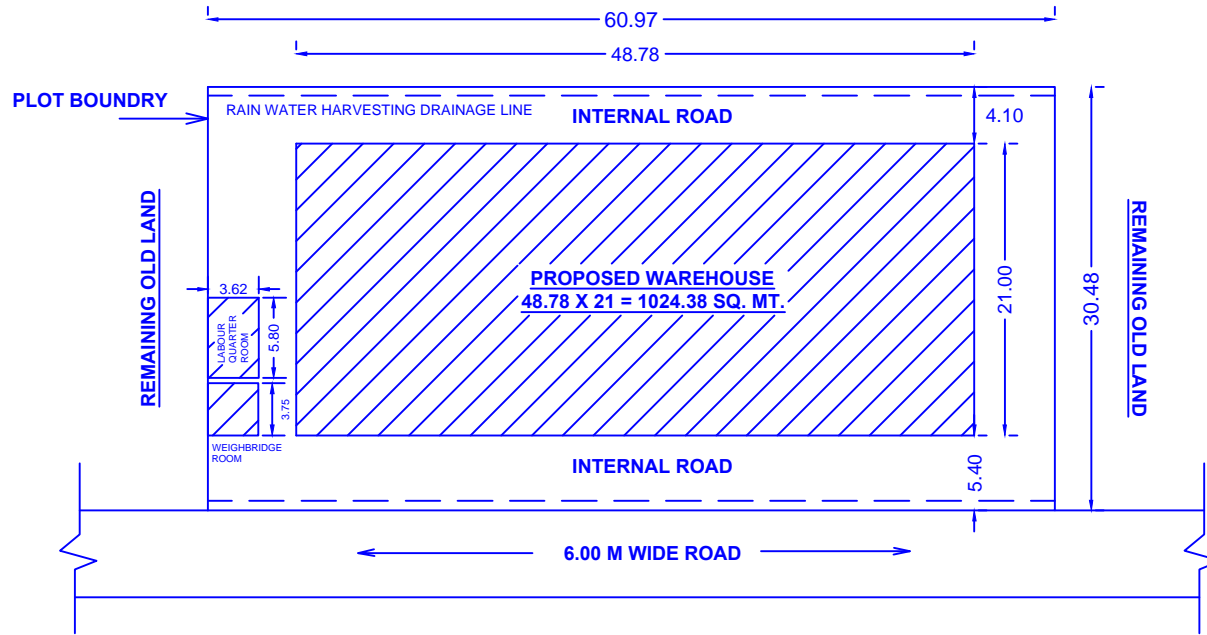 60.97
48.78
PLOT BOUNDRY
RAIN WATER HARVESTING DRAINAGE LINE
INTERNAL ROAD
4.10
REMAINING OLD LAND
3.62
LABOUR
QUARTER
ROOM
5.80
3.75
WEIGHBRIDGE
ROOM
PROPOSED WAREHOUSE
48.78 X 21 = 1024.38 SQ. MT.
21.00
30.48
REMAINING OLD LAND
INTERNAL ROAD
5.40
6.00 M WIDE ROAD